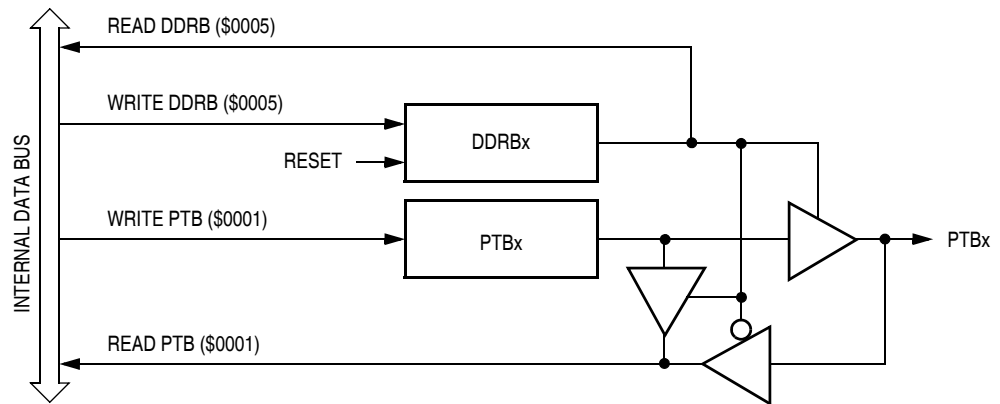 READ DDRB ($0005)
WRITE DDRB ($0005)
DDRBx
RESET
INTERNAL DATA BUS
WRITE PTB ($0001)
PTBx
PTBx
READ PTB ($0001)